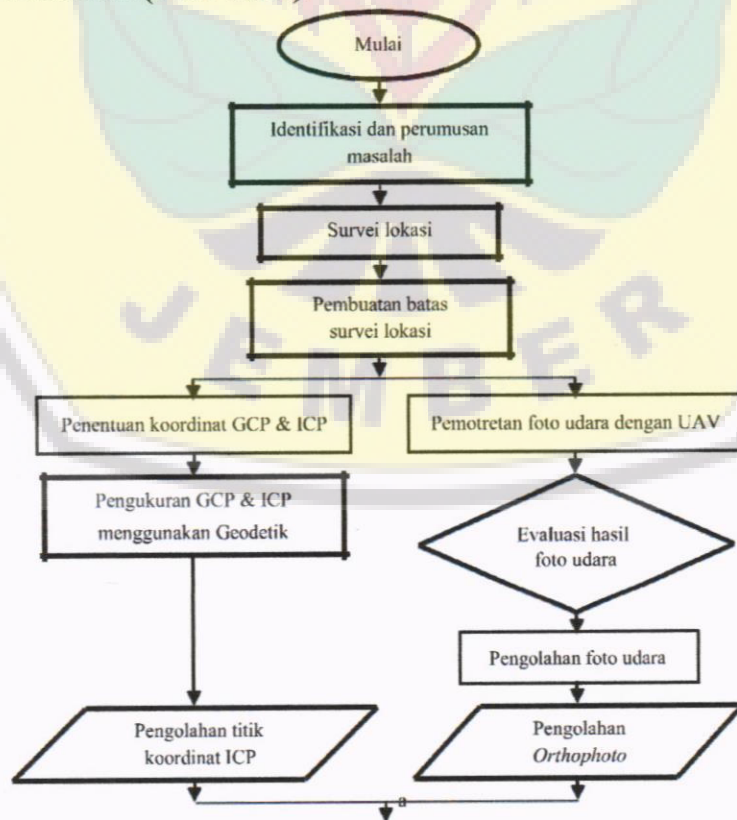 Mulai
Identifikasi dan perumusan
masalah
Survei lokasi
Pembuatan batas
survei lokasi
JEMBER
Penentuan koordinat GCP & ICP
Pemotretan foto udara dengan UAV
Pengukuran GCP & ICP
menggunakan Geodetik
Evaluasi hasil
foto udara
Pengolahan foto udara
Pengolahan titik
koordinat ICP
Pengolahan
Orthophoto
a